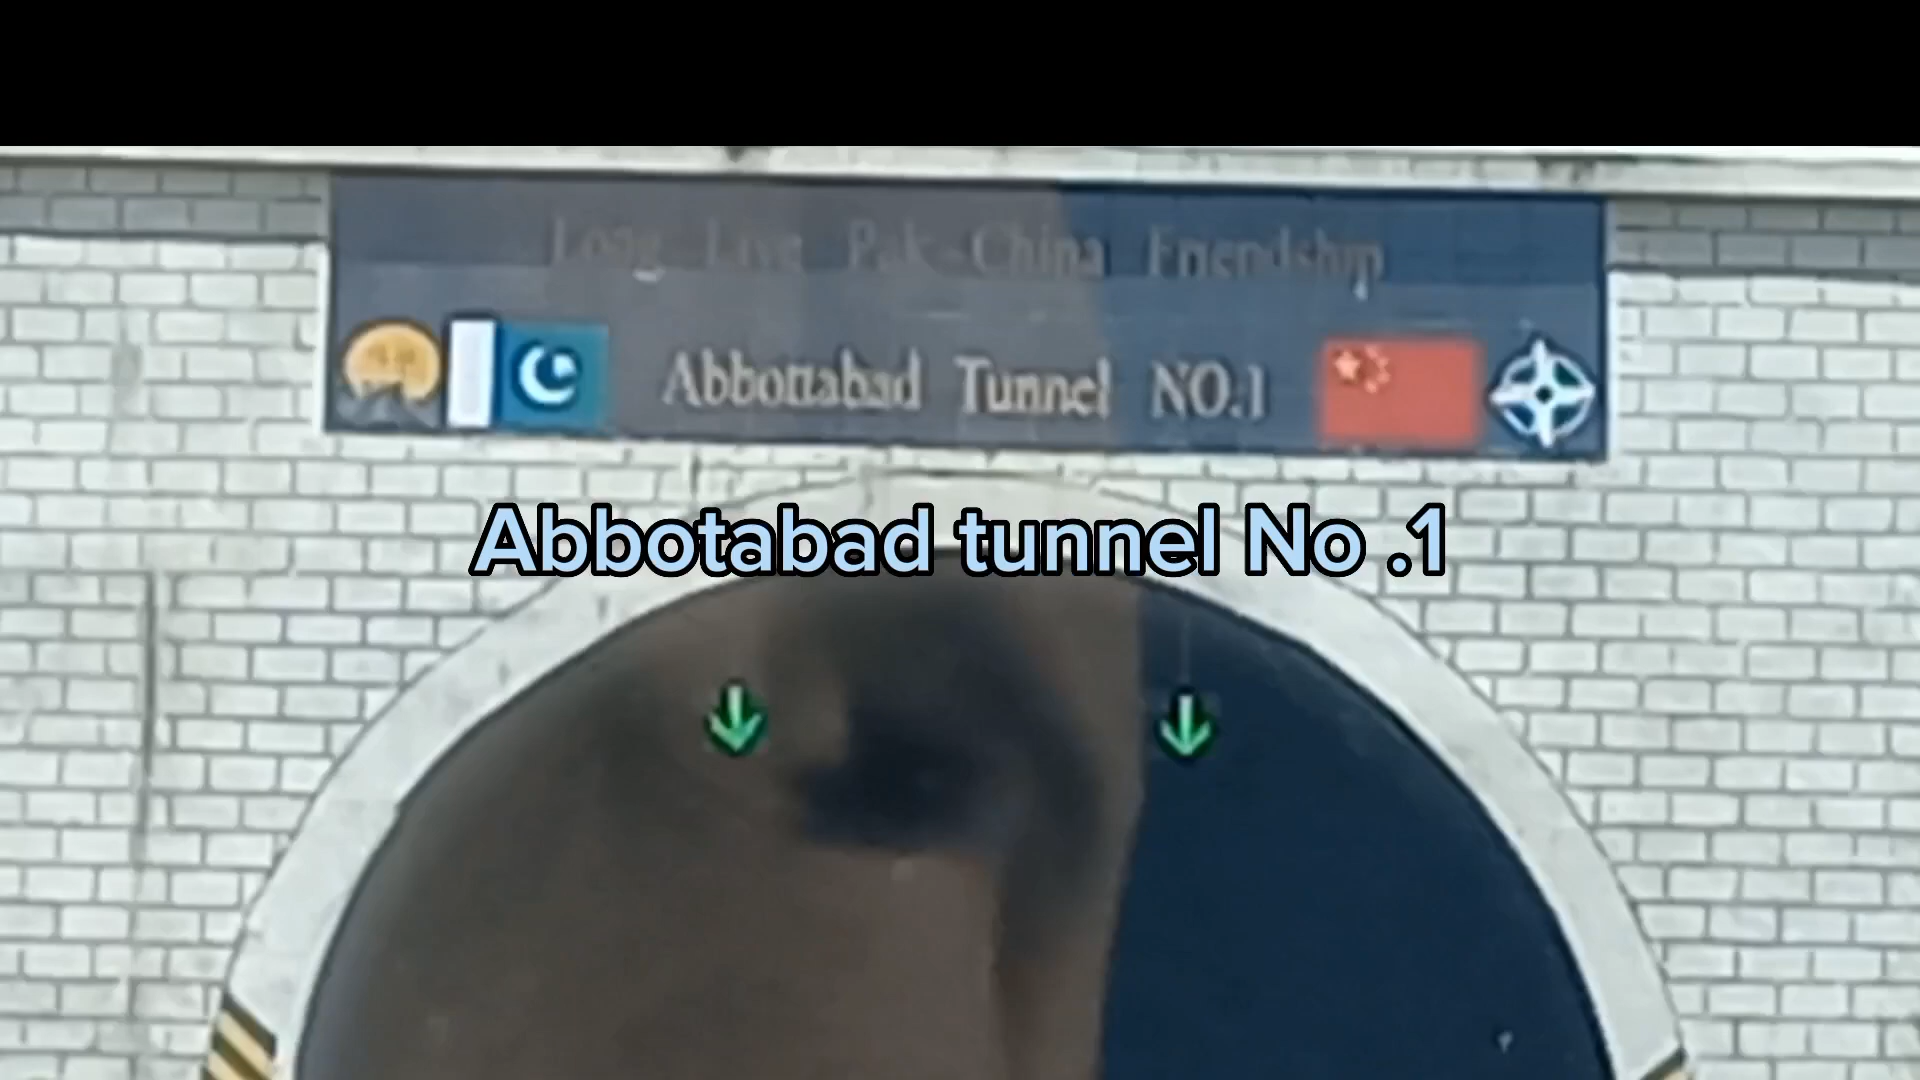 Long Live Pak-China Friendship
Abbottabad Tunnel NO.1
Abbotabad tunnel No .1